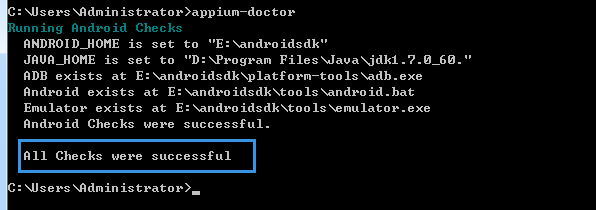 C:\Users\Administrator>appium-doctor
Running Android Checks
ANDROID_HOME is set to "E:\androidsdk"
JAVA_HOME is set to "D:\Program Files\Java\jdk1.7.0_60."
ADB exists at E:\androidsdk\platform-tools\adb.exe
Android exists at E:\androidsdk\tools\android.bat
Emulator exists at E:\androidsdk\tools\emulator.exe
Android Checks were successful.
All Checks were successful
C:\Users\Administrator>_